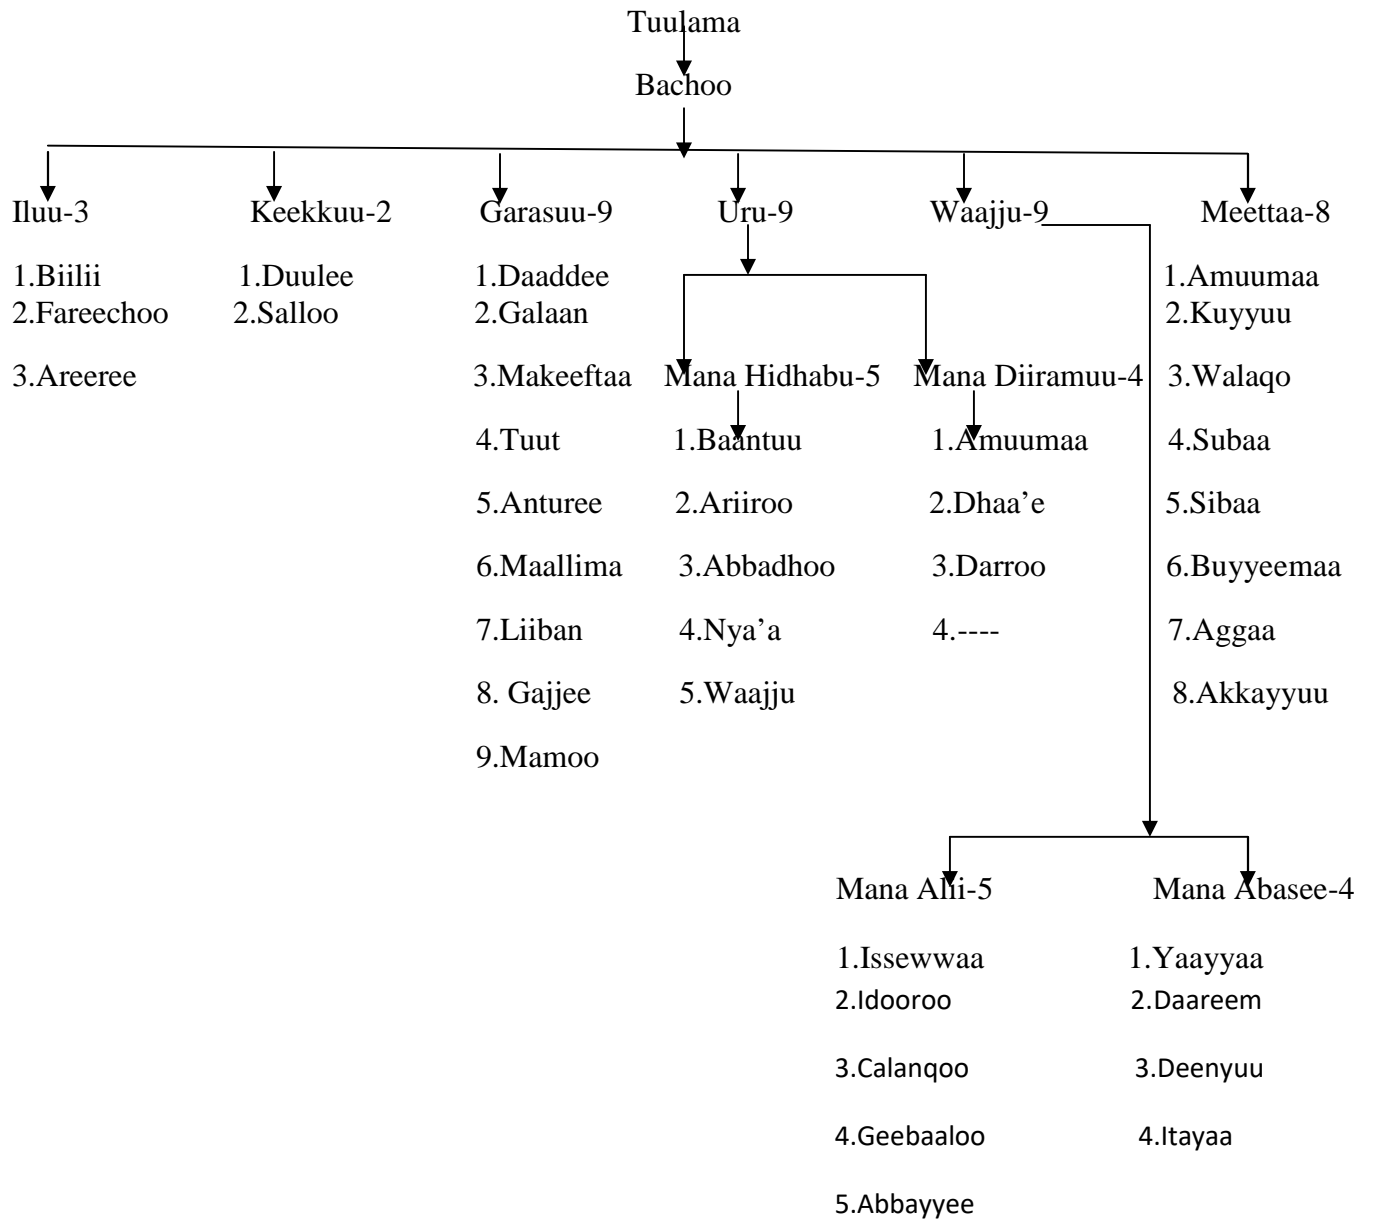 Tuulama
Bachoo
Iluu-3 Keekkuu-2 Garasuu-9 Uru-9 Waajju-9 Meettaa-8
1.Biilii 1.Duulee 1.Daaddee 1.Amuumaa
2.Fareechoo 2.Salloo 2.Galaan 2.Kuyyuu
3.Areeree 3.Makeeftaa Mana Hidhabu-5 Mana Diiramuu-4 3.Walaqo
4.Tuut 1.Baantuu 1.Amuumaa 4.Subaa
5.Anturee 2.Ariiroo 2.Dhaa’e 5.Sibaa
6.Maallima 3.Abbadhoo 3.Darroo 6.Buyyeemaa
7.Liiban 4.Nya’a 4.---- 7.Aggaa
8. Gajjee 5.Waajju 8.Akkayyuu
9.Mamoo
Mana Alii-5 Mana Abasee-4
1.Issewwaa 1.Yaayyaa
2.Idooroo 2.Daareem
3.Calanqoo 3.Deenyuu
4.Geebaaloo 4.Itayaa
5.Abbayyee